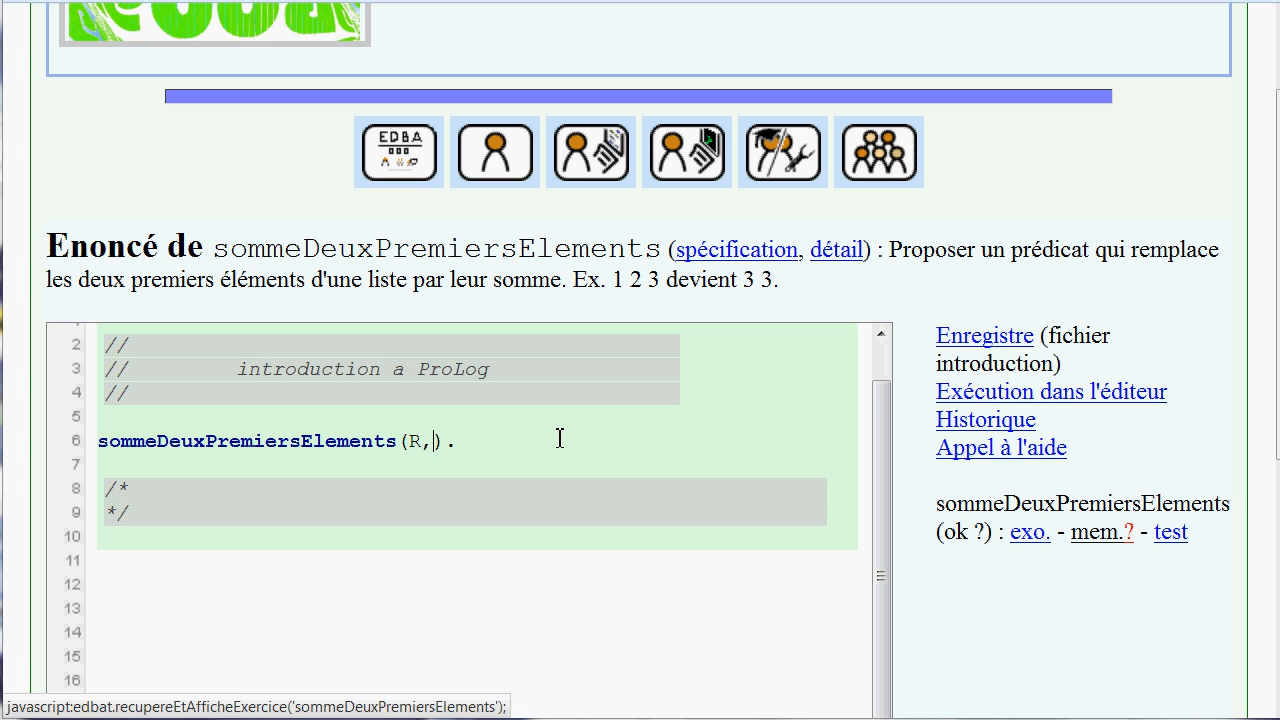 EDBA
Enoncé de sommeDeuxPremiersElements (spécification, détail) : Proposer un prédicat qui remplace
les deux premiers éléments d'une liste par leur somme. Ex. 1 2 3 devient 3 3.
2 //
3 // introduction a ProLog
4 //
5
6 sommeDeuxPremiersElements(R,).
7
8 /*
9 */
10
11
12
13
14
15
16
Enregistre (fichier
introduction)
Exécution dans l'éditeur
Historique
Appel à l'aide
sommeDeuxPremiersElements
(ok ?) : exo. - mem.? - test
javascript:edbat.recupereEtAfficheExercice('sommeDeuxPremiersElements');